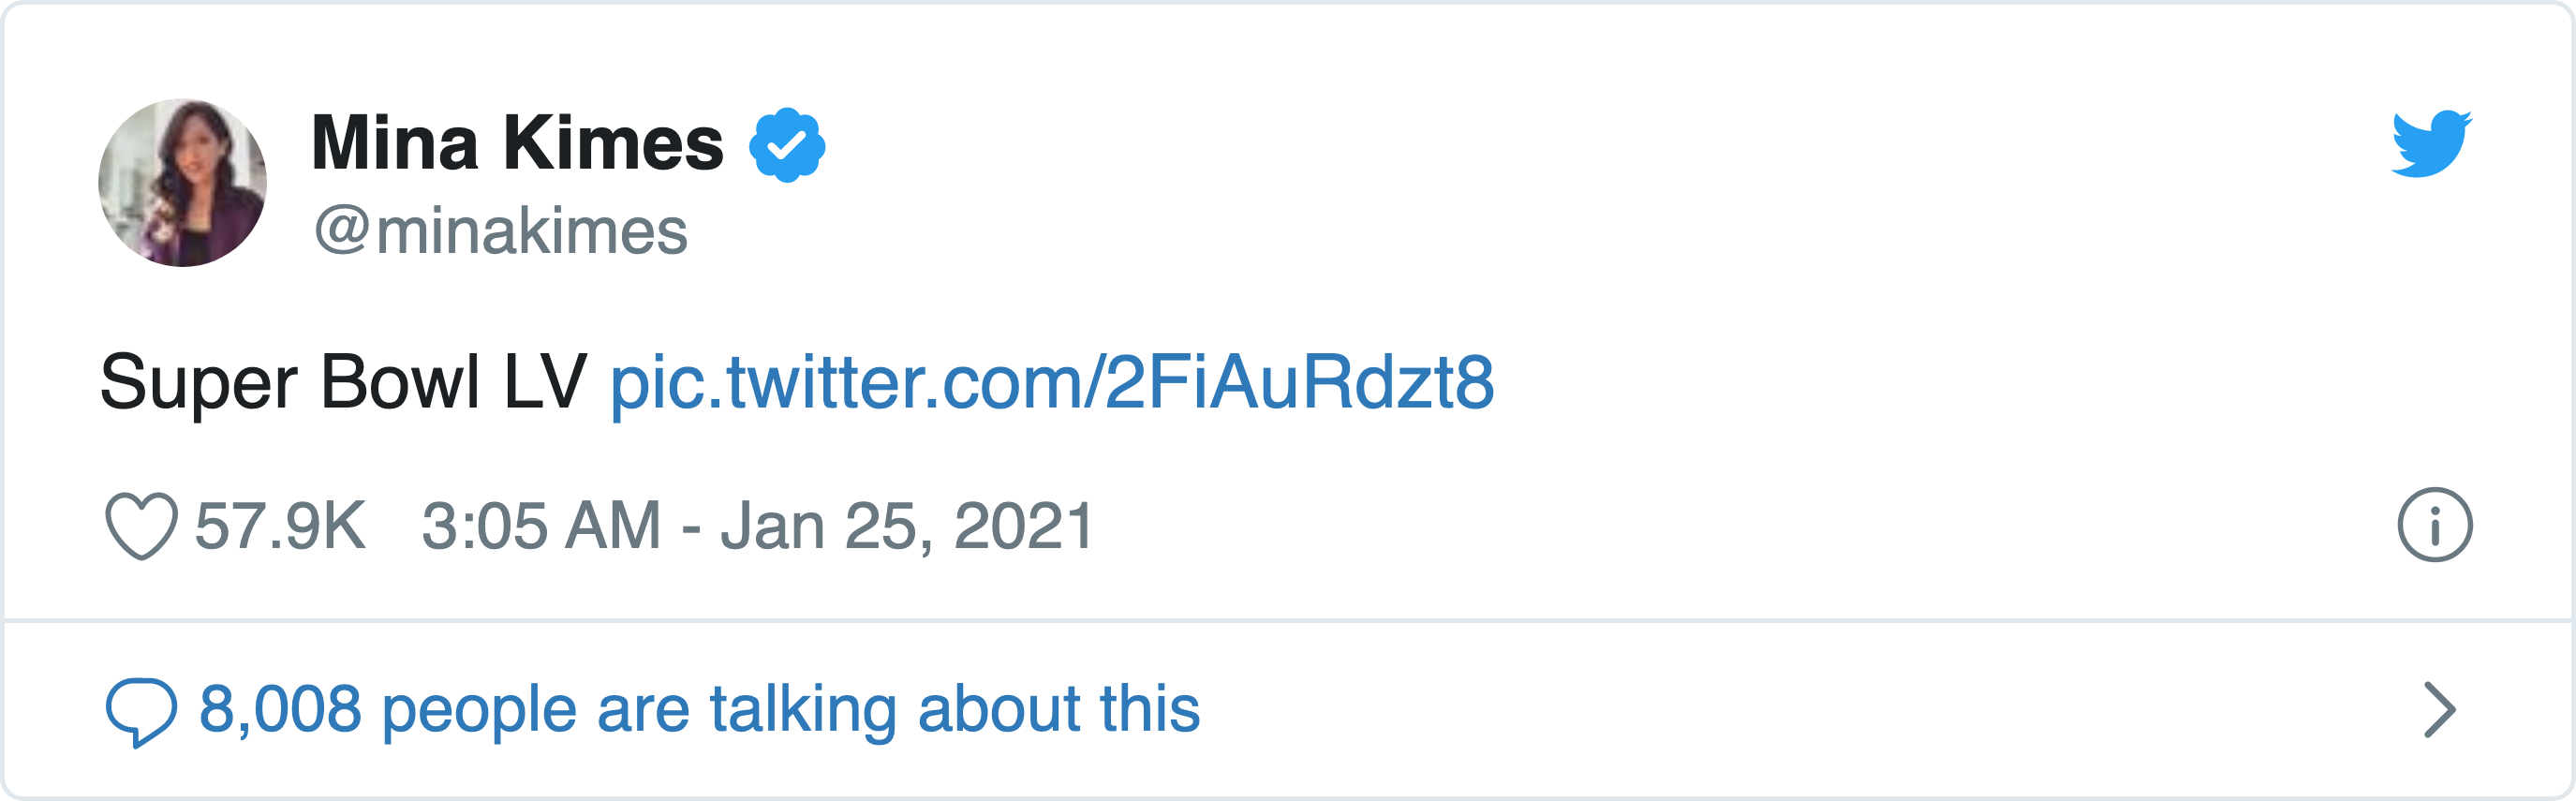 Mina Kimes
@minakimes
Super Bowl LV pic.twitter.com/2FiAuRdzt8
57.9K 3:05 AM - Jan 25, 2021
8,008 people are talking about this